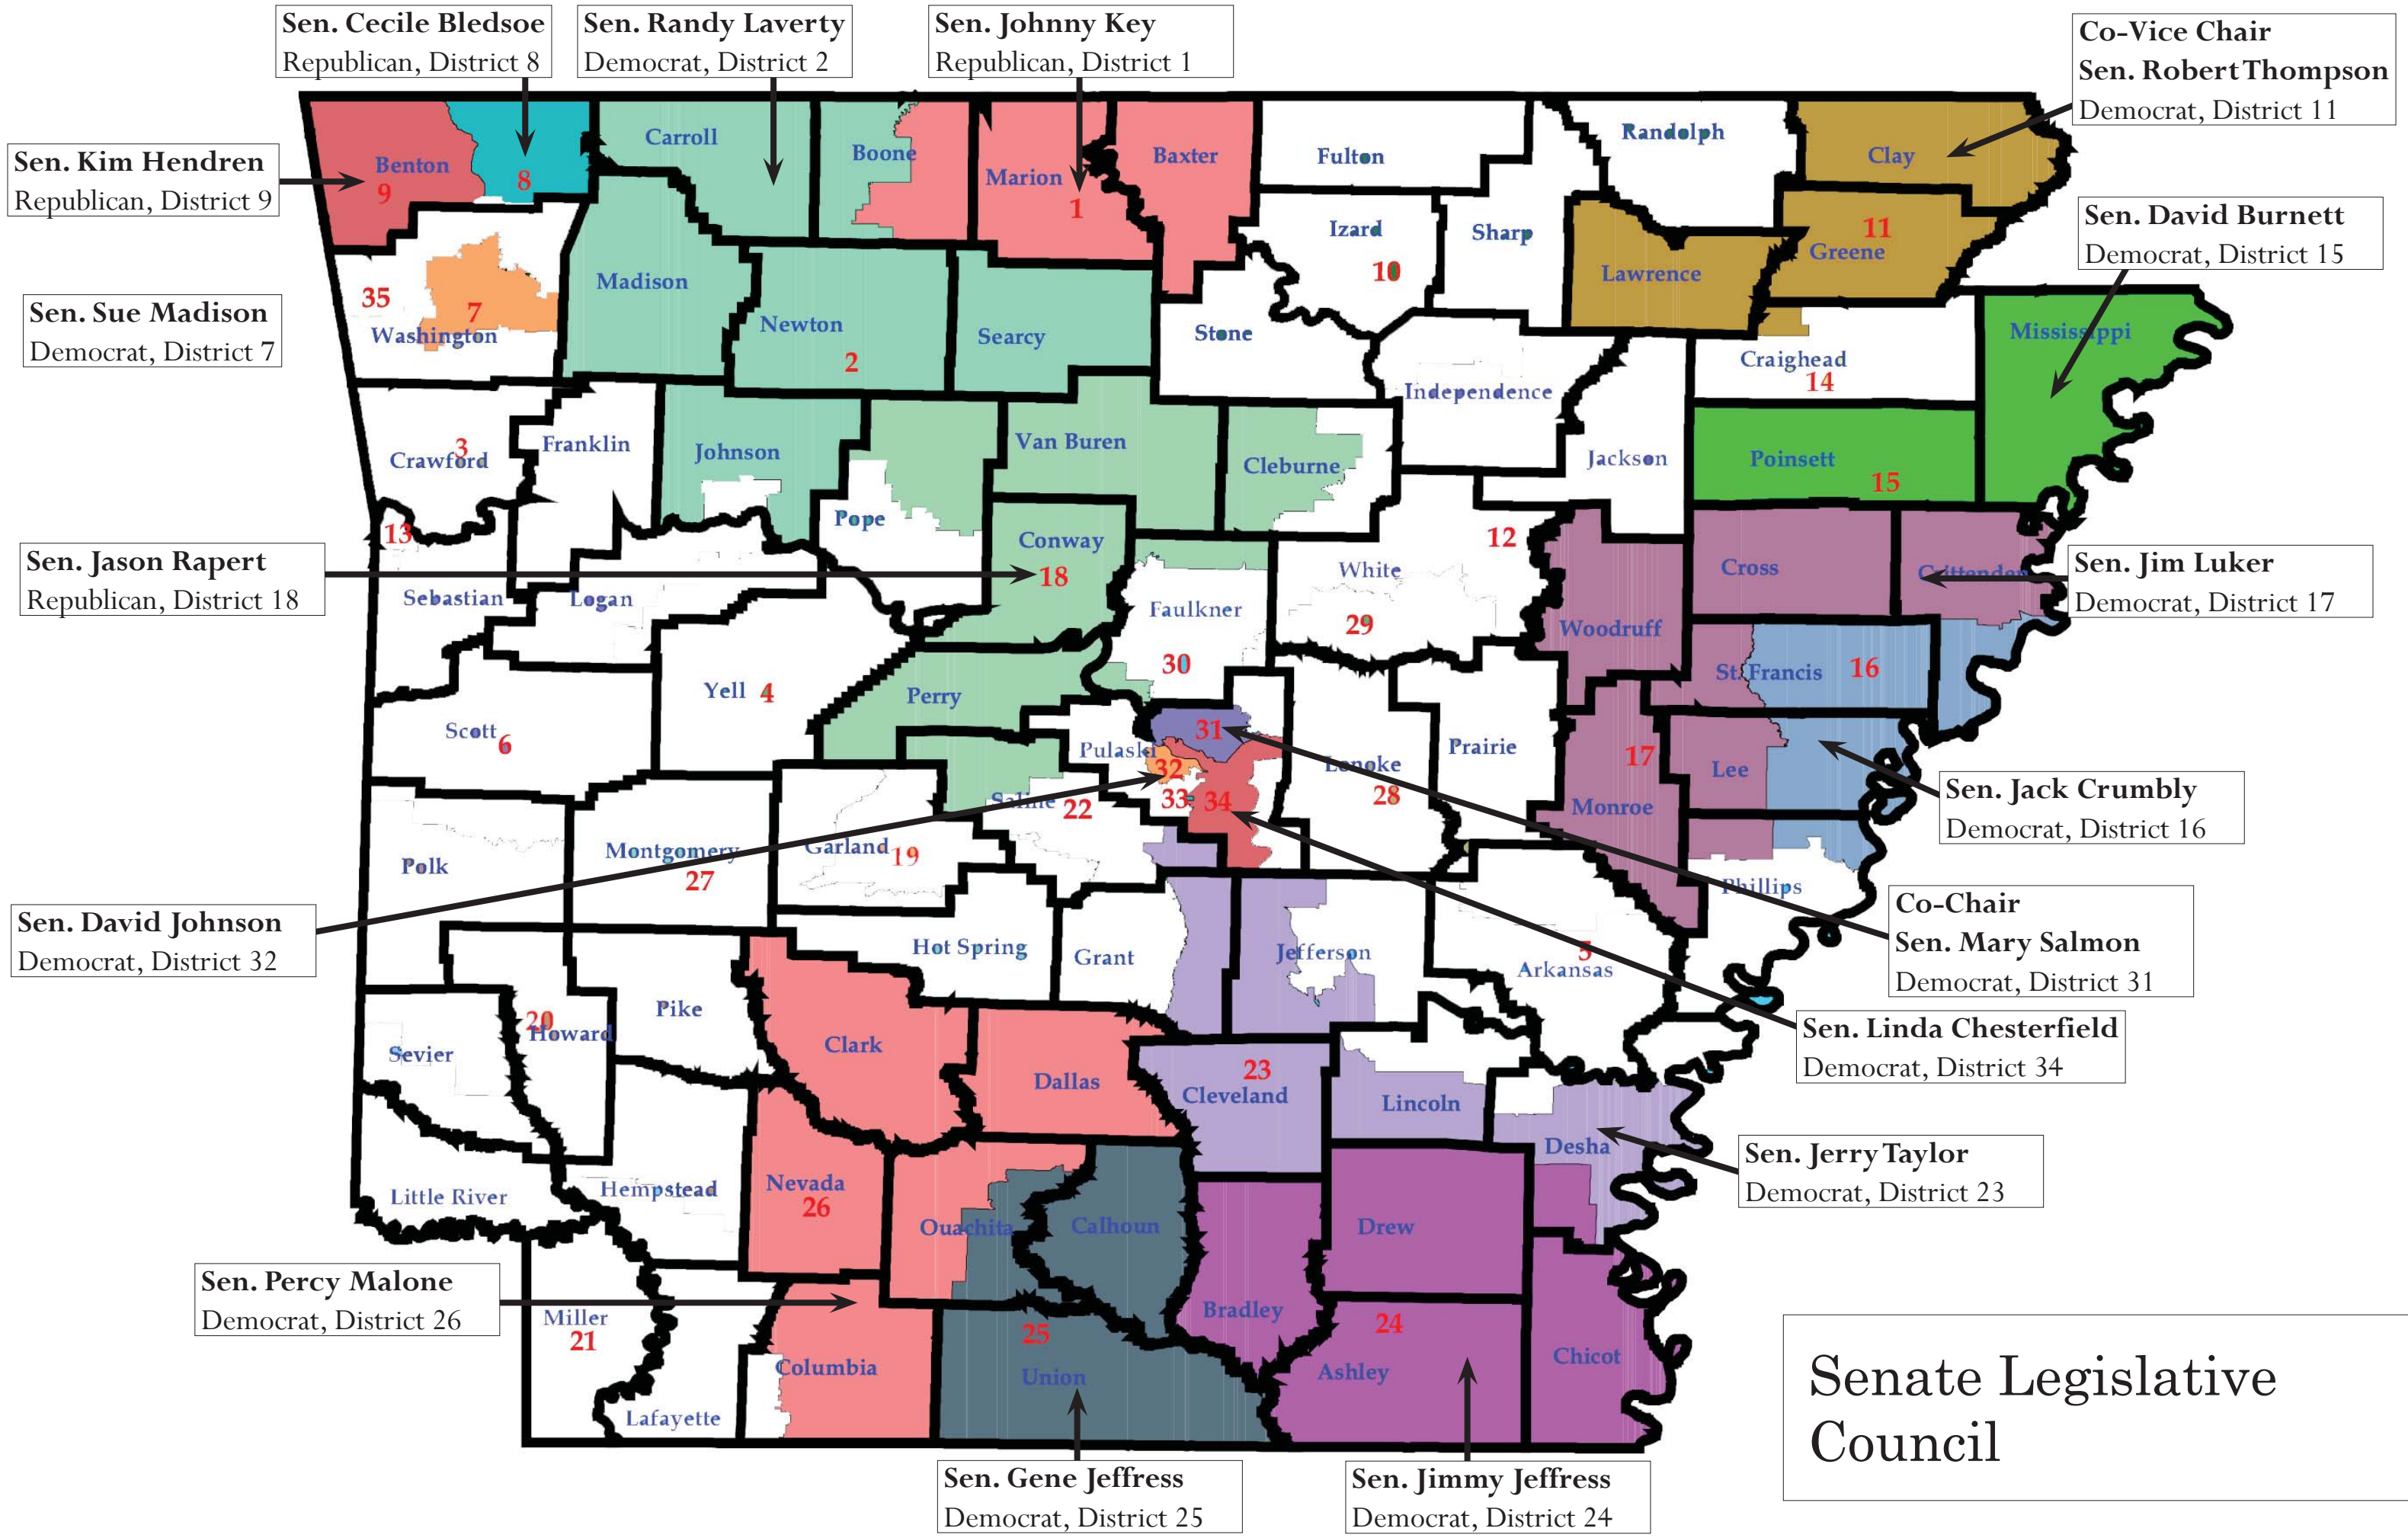 Sen. Cecile Bledsoe
Republican, District 8
Sen. Randy Laverty
Democrat, District 2
Sen. Johnny Key
Republican, District 1
Co-Vice Chair
Sen. Robert Thompson
Democrat, District 11
Sen. Kim Hendren
Republican, District 9
Sen. David Burnett
Democrat, District 15
Sen. Sue Madison
Democrat, District 7
Sen. Jason Rapert
Republican, District 18
Sen. Jim Luker
Democrat, District 17
Sen. Jack Crumbly
Democrat, District 16
Sen. David Johnson
Democrat, District 32
Co-Chair
Sen. Mary Salmon
Democrat, District 31
Sen. Linda Chesterfield
Democrat, District 34
Sen. Jerry Taylor
Democrat, District 23
Sen. Percy Malone
Democrat, District 26
Sen. Gene Jeffress
Democrat, District 25
Sen. Jimmy Jeffress
Democrat, District 24
Senate Legislative
Council
Benton
9
8
Carroll
Boone
Marion
1
Baxter
Fulton
Randolph
Clay
Izard
10
Sharp
Lawrence
11
Greene
35
7
Washington
Madison
Newton
2
Searcy
Stone
Independence
Craighead
14
Mississippi
3
Crawford
Franklin
Johnson
Pope
Van Buren
Cleburne
Jackson
Poinsett
15
13
Sebastian
Logan
Conway
18
Faulkner
30
White
29
12
Woodruff
Cross
Crittenden
St. Francis
16
Scott
6
Yell
4
Perry
Pulaski
31
32
33
34
Saline
22
Lonoke
28
Prairie
17
Monroe
Lee
Phillips
Polk
Montgomery
27
Garland
19
Hot Spring
Grant
Jefferson
5
Arkansas
Sevier
20
Howard
Pike
Clark
Dallas
23
Cleveland
Lincoln
Desha
Little River
Hempstead
Nevada
26
Ouachita
Calhoun
Bradley
Drew
24
Ashley
Chicot
Miller
21
Lafayette
Columbia
25
Union